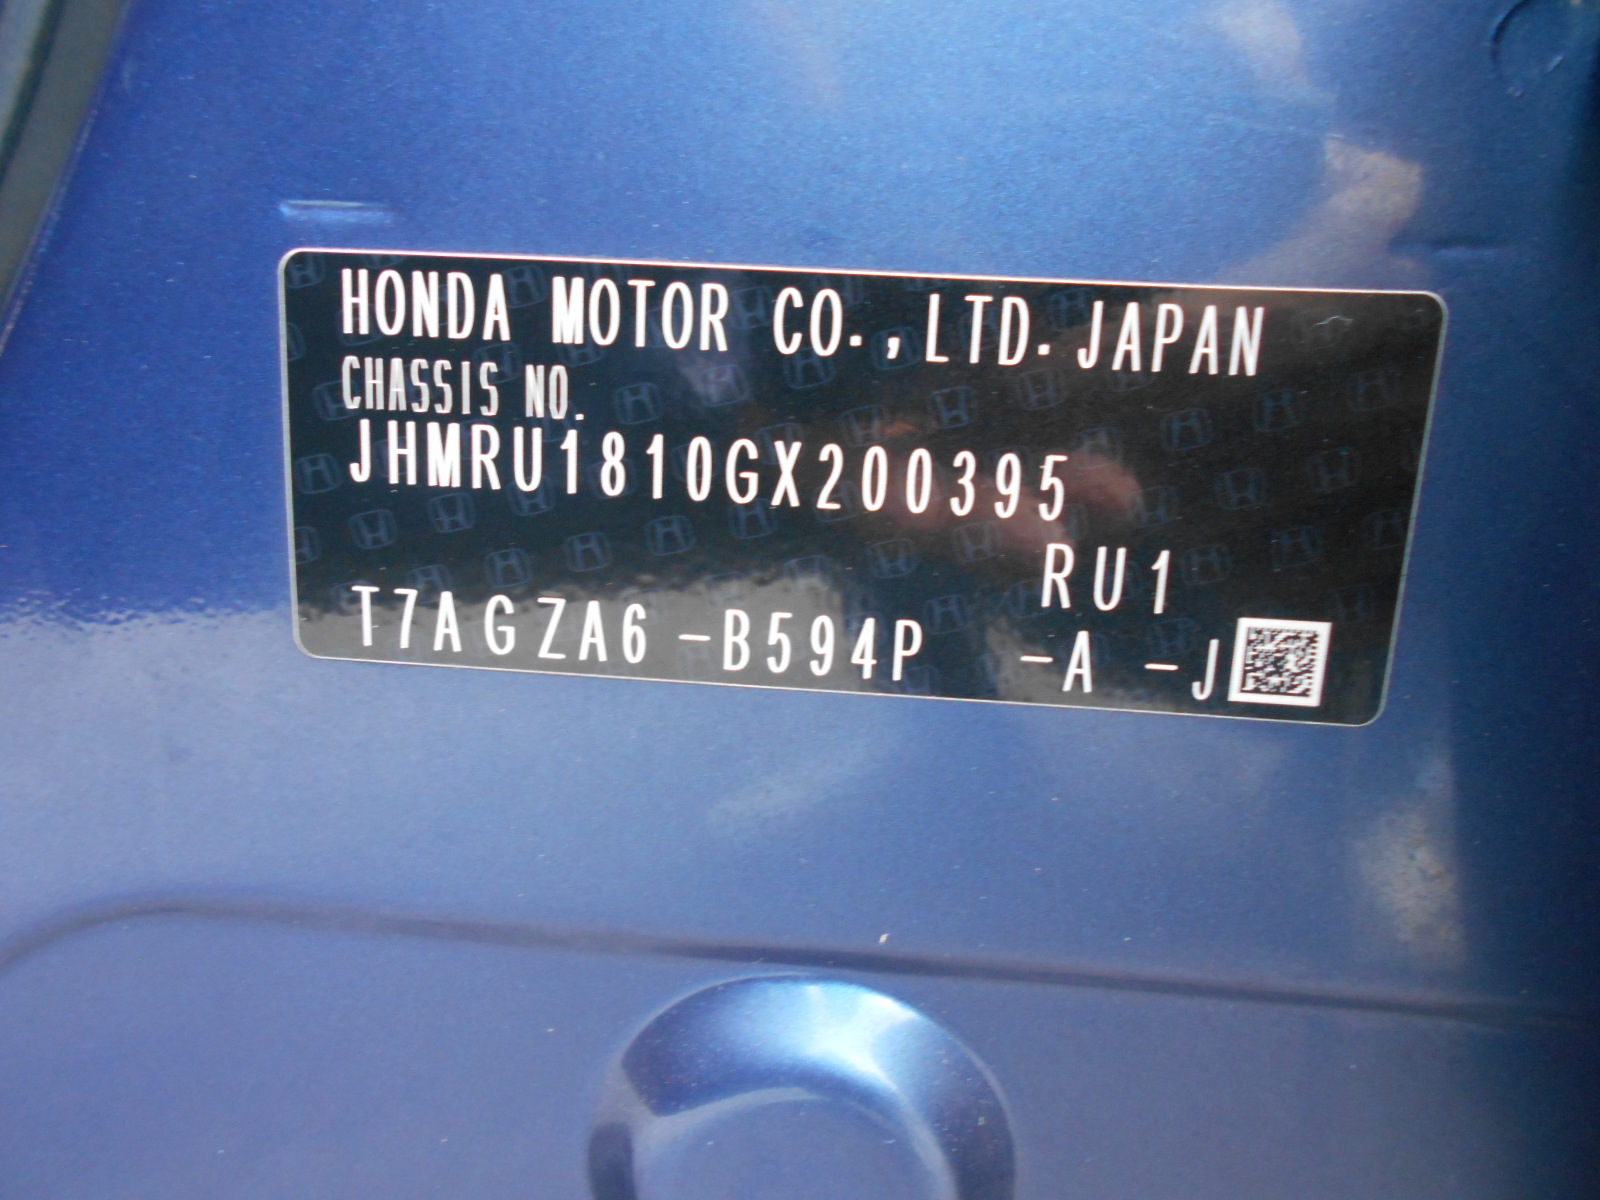 HONDA MOTOR CO.,LTD.JAPAN
CHASSIS NO.
JHMRU1810GX200395
RU1
T7AGZA6 -B594P -A -J